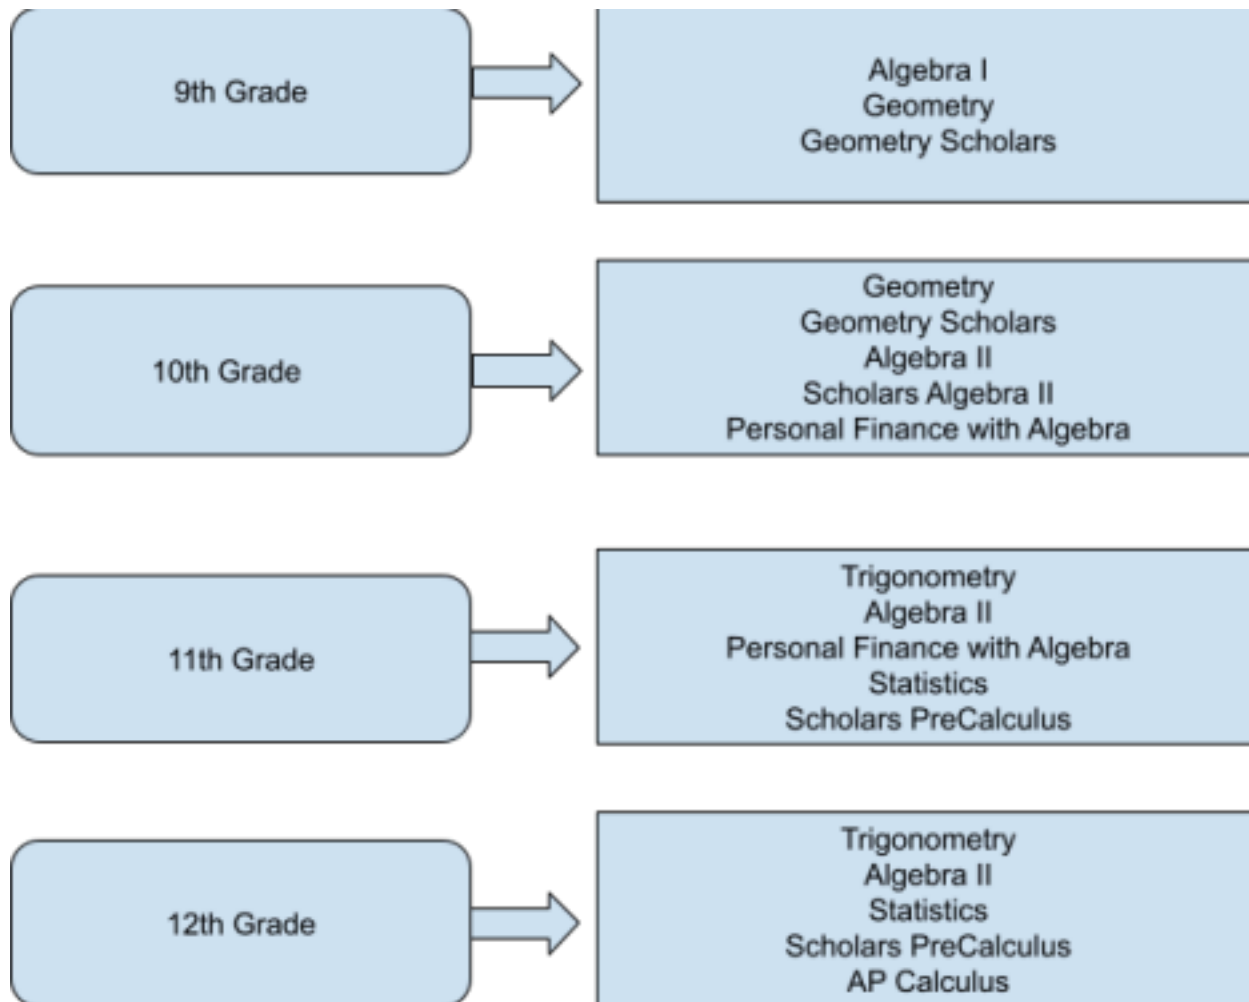 9th Grade
Algebra I
Geometry
Geometry Scholars
10th Grade
Geometry
Geometry Scholars
Algebra II
Scholars Algebra II
Personal Finance with Algebra
11th Grade
Trigonometry
Algebra II
Personal Finance with Algebra
Statistics
Scholars PreCalculus
12th Grade
Trigonometry
Algebra II
Statistics
Scholars PreCalculus
AP Calculus